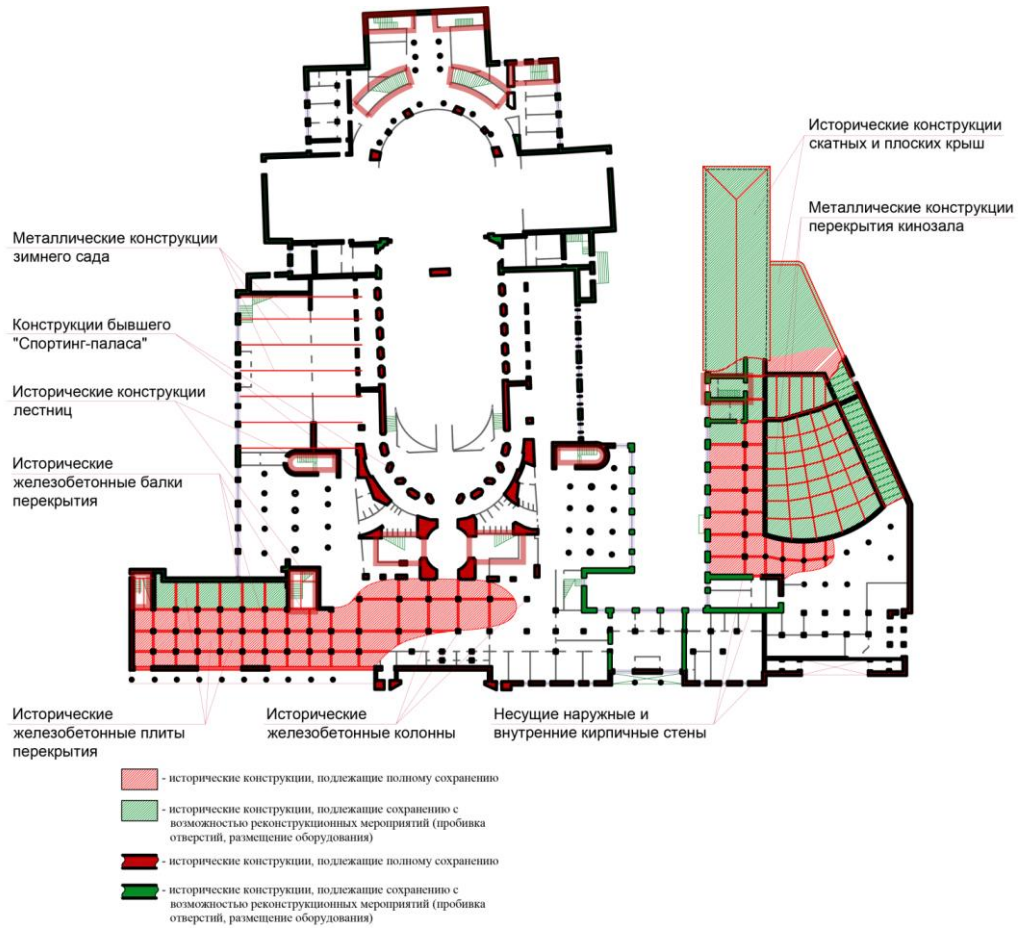 Исторические конструкции
скатных и плоских крыш
Металлические конструкции
перекрытия кинозала
Металлические конструкции
зимнего сада
Конструкции бывшего
"Спортинг-паласа"
Исторические конструкции
лестниц
Исторические
железобетонные балки
перекрытия
Исторические
железобетонные плиты
перекрытия
Исторические
железобетонные колонны
Несущие наружные и
внутренние кирпичные стены
- исторические конструкции, подлежащие полному сохранению
- исторические конструкции, подлежащие сохранению с
возможностью реконструкционных мероприятий (пробивка
отверстий, размещение оборудования)
- исторические конструкции, подлежащие полному сохранению
- исторические конструкции, подлежащие сохранению с
возможностью реконструкционных мероприятий (пробивка
отверстий, размещение оборудования)